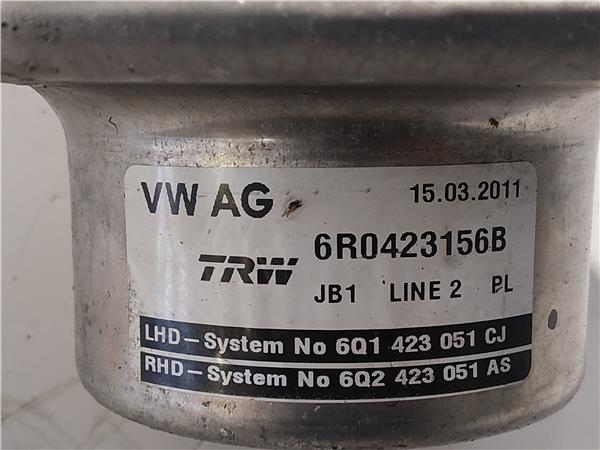 VW AG 15.03.2011
TRW 6R0423156B
JB1 LINE 2 PL
LHD-System No 6Q1 423 051 CJ
RHD-System No 6Q2 423 051 AS